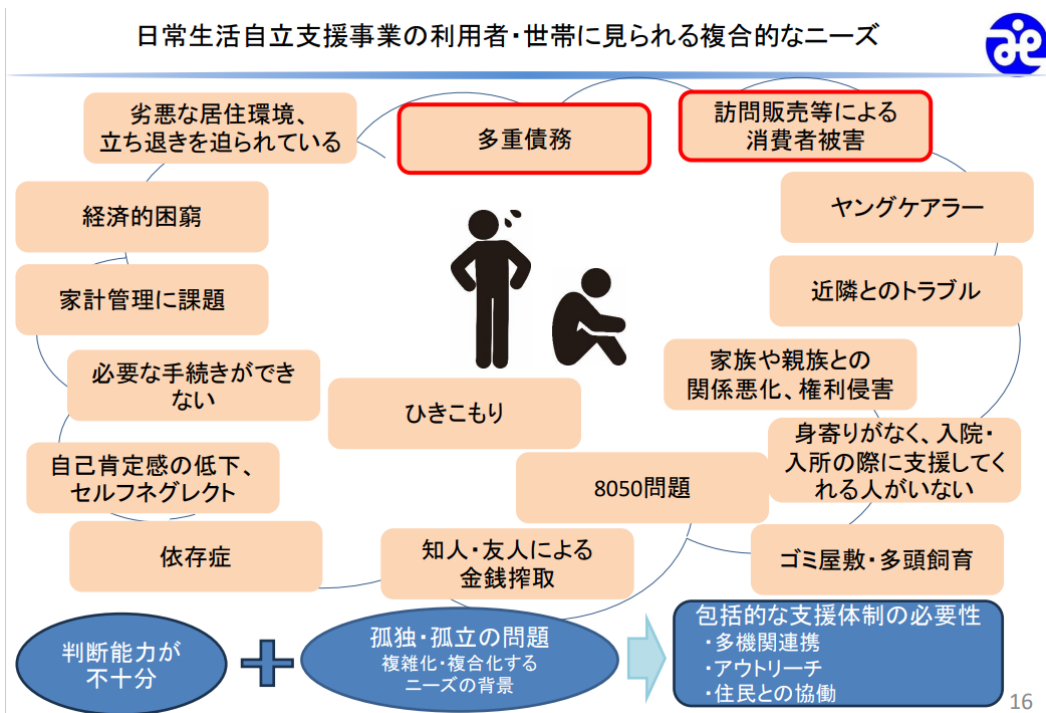 日常生活自立支援事業の利用者・世帯に見られる複合的なニーズ
劣悪な居住環境、
立ち退きを迫られている
多重債務
訪問販売等による
消費者被害
経済的困窮
ヤングケアラー
家計管理に課題
近隣とのトラブル
必要な手続きができ
ない
家族や親族との
関係悪化、権利侵害
ひきこもり
自己肯定感の低下、
セルフネグレクト
身寄りがなく、入院・
入所の際に支援してく
れる人がいない
8050問題
依存症
知人・友人による
金銭搾取
ゴミ屋敷・多頭飼育
判断能力が
不十分
孤独・孤立の問題
複雑化・複合化する
ニーズの背景
包括的な支援体制の必要性
・多機関連携
・アウトリーチ
・住民との協働
16